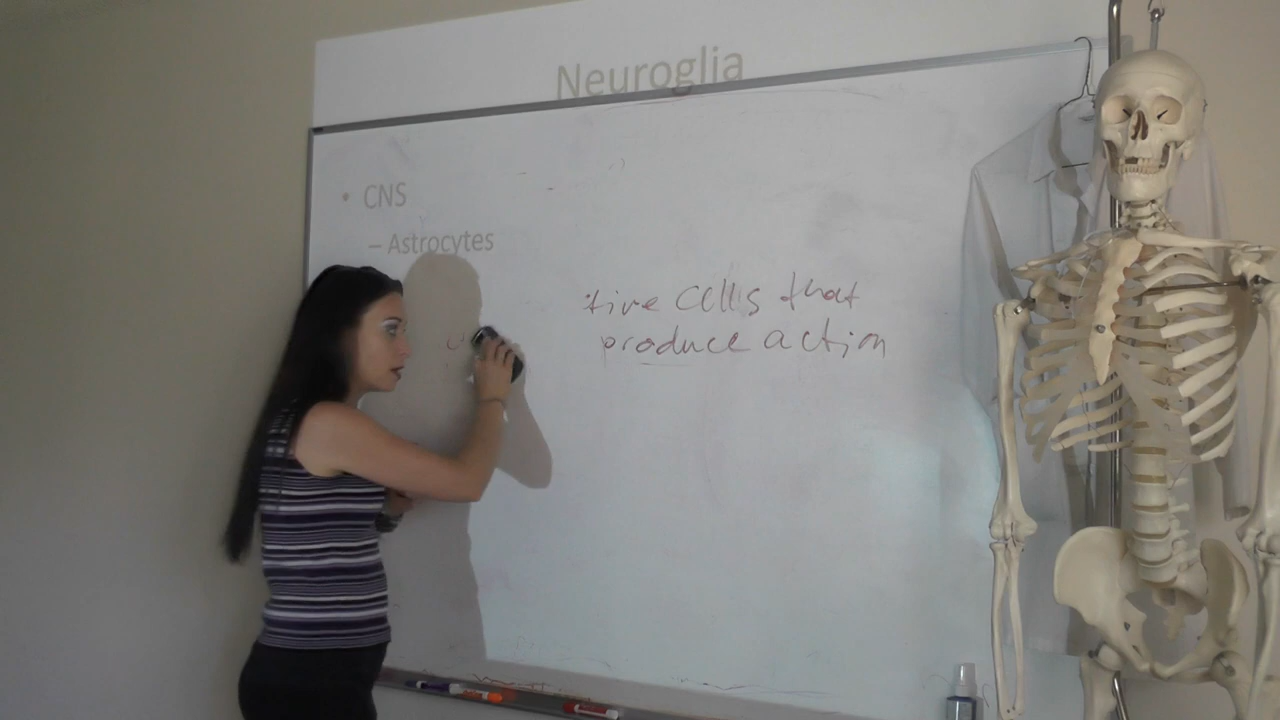 Neuroglia
• CNS
– Astrocytes
tive cells that
produce action